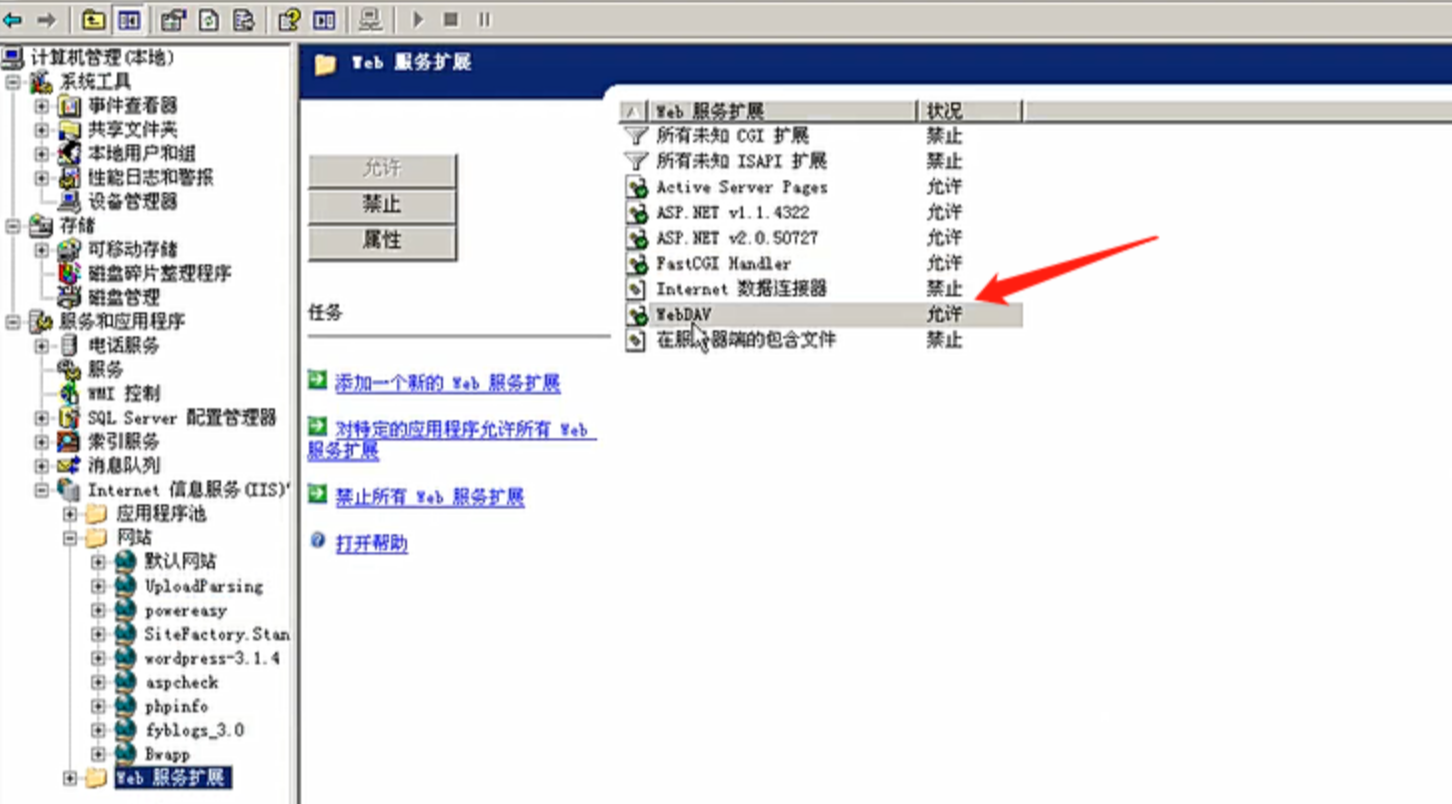 计算机管理(本地)
系统工具
事件查看器
共享文件夹
本地用户和组
性能日志和警报
设备管理器
存储
可移动存储
磁盘碎片整理程序
磁盘管理
服务和应用程序
电话服务
服务
WMI 控制
SQL Server 配置管理器
索引服务
消息队列
Internet 信息服务(IIS)
应用程序池
网站
默认网站
UploadParsing
powereasy
SiteFactory.Stan
wordpress-3.1.4
aspcheck
phpinfo
fyblogs_3.0
Bwapp
Web 服务扩展
Web 服务扩展
允许
禁止
属性
任务
添加一个新的 Web 服务扩展
对特定的应用程序允许所有 Web
服务扩展
禁止所有 Web 服务扩展
打开帮助
Web 服务扩展 状况
所有未知 CGI 扩展 禁止
所有未知 ISAPI 扩展 禁止
Active Server Pages 允许
ASP.NET v1.1.4322 允许
ASP.NET v2.0.50727 允许
FastCGI Handler 允许
Internet 数据连接器 禁止
WebDAV 允许
在服务器端的包含文件 禁止